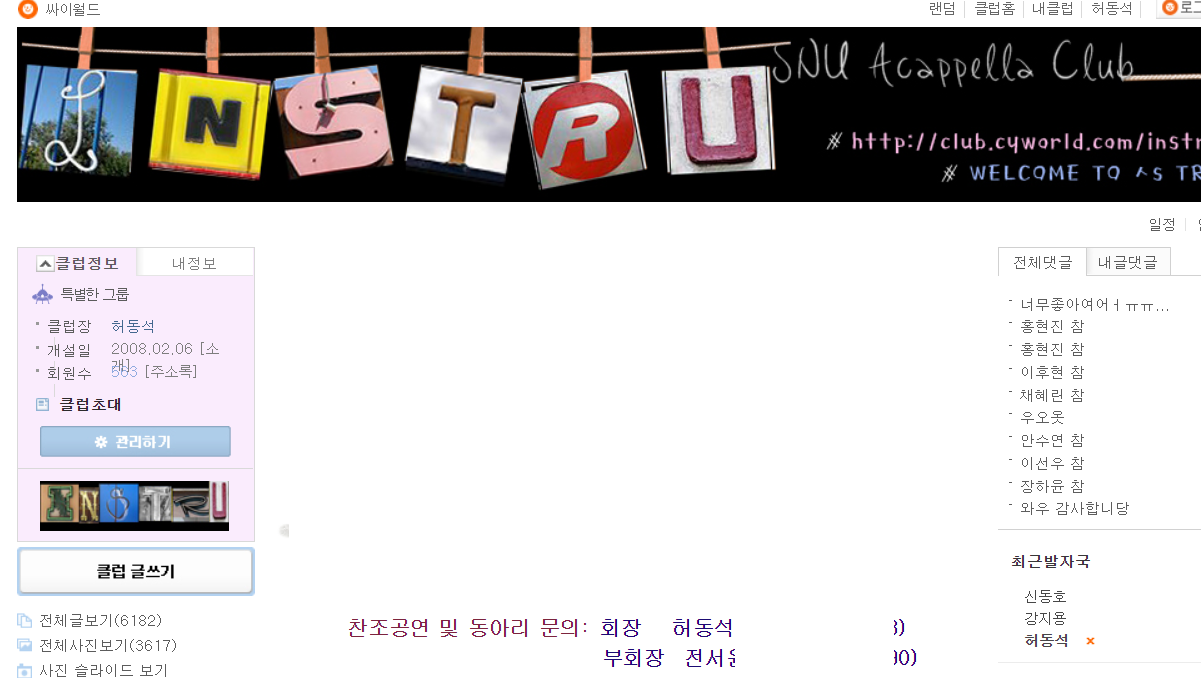 싸이월드
랜덤 클럽홈 내클럽 허동석
INSTRU
SNU Acappella Club
# http://club.cyworld.com/instr
# WELCOME TO
일정
클럽정보 내정보
특별한 그룹
클럽장 허동석
개설일 2008.02.06 [소개]
회원수 503 [주소록]
클럽초대
관리하기
INSTRU
클럽 글쓰기
전체글보기(6182)
전체사진보기(3617)
사진 슬라이드 보기
찬조공연 및 동아리 문의: 회장 허동석
부회장 전서
전체댓글 내글댓글
너무좋아여어ㅓㅠㅠ...
홍현진 참
홍현진 참
이후현 참
채혜린 참
우오옷
안수연 참
이선우 참
장하윤 참
와우 감사합니당
최근발자국
신동호
강지용
허동석